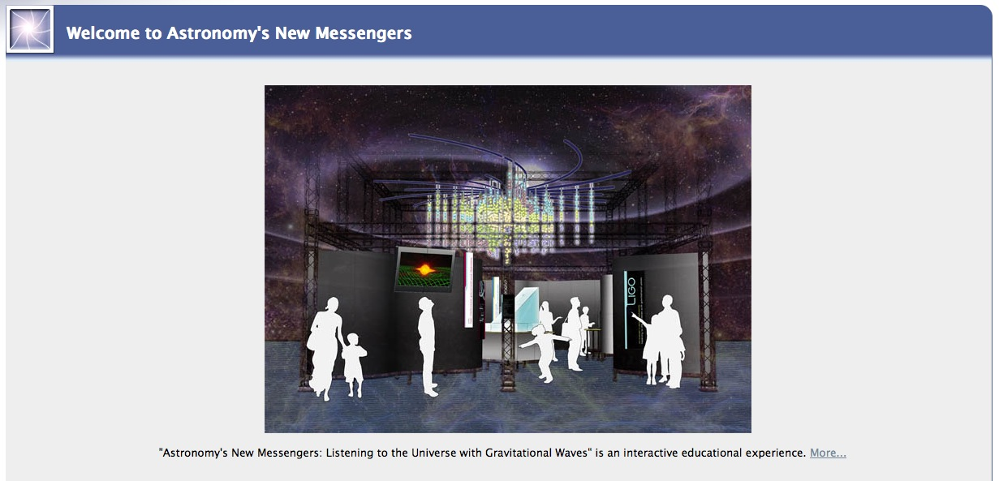 Welcome to Astronomy's New Messengers
LIGO
"Astronomy's New Messengers: Listening to the Universe with Gravitational Waves" is an interactive educational experience. More...